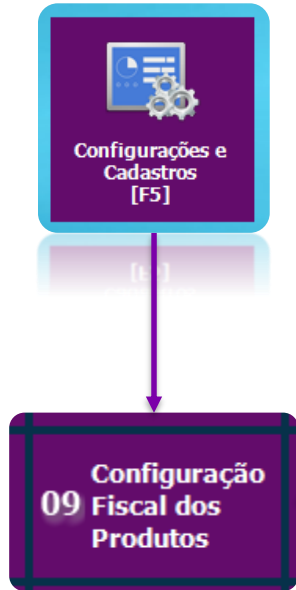 Configurações e
Cadastros
[F5]
09
Configuração
Fiscal dos
Produtos